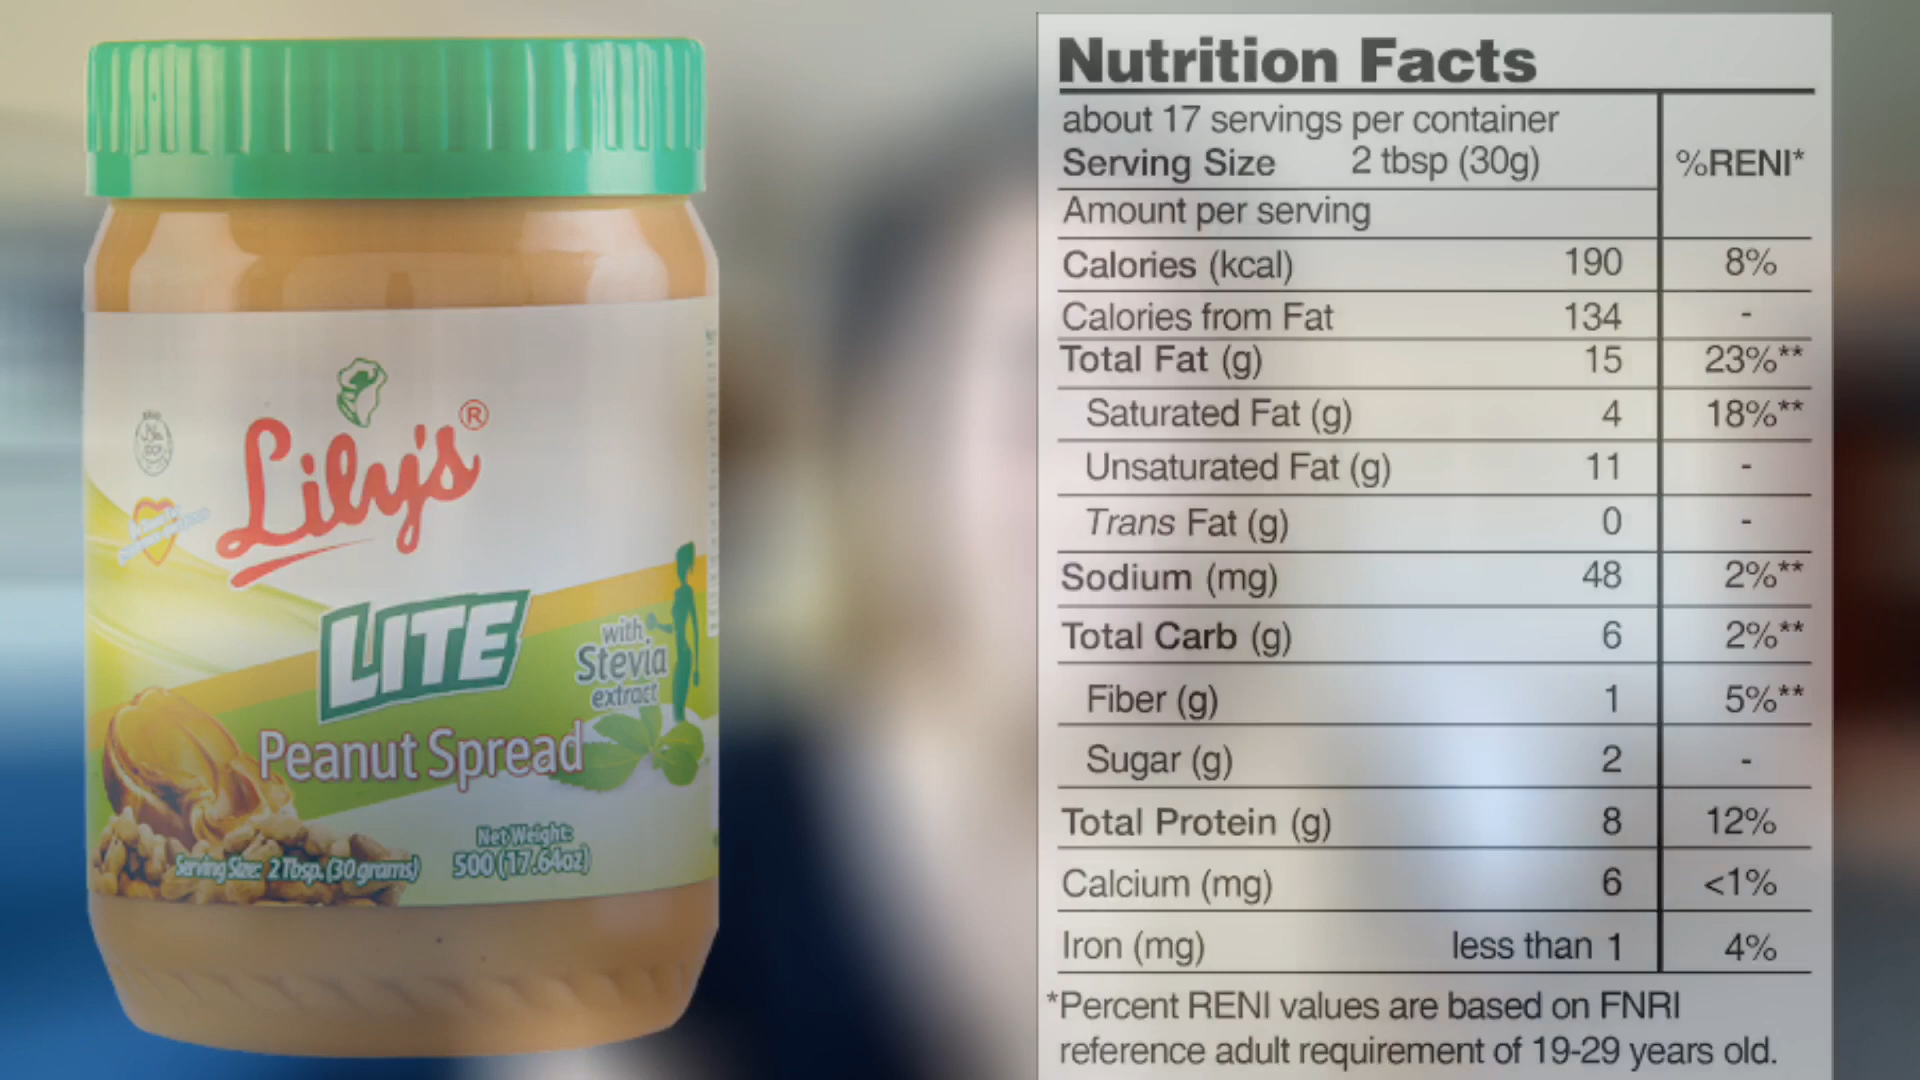 Lily's®
LITE
with
Stevia
extract
Peanut Spread
Net Weight:
500 (17.64oz)
Serving Size: 2 Tbsp. (30 grams)
Nutrition Facts
about 17 servings per container
Serving Size 2 tbsp (30g) %RENI*
Amount per serving
Calories (kcal) 190 8%
Calories from Fat 134 -
Total Fat (g) 15 23%**
Saturated Fat (g) 4 18%**
Unsaturated Fat (g) 11 -
Trans Fat (g) 0 -
Sodium (mg) 48 2%**
Total Carb (g) 6 2%**
Fiber (g) 1 5%**
Sugar (g) 2 -
Total Protein (g) 8 12%
Calcium (mg) 6 <1%
Iron (mg) less than 1 4%
*Percent RENI values are based on FNRI
reference adult requirement of 19-29 years old.